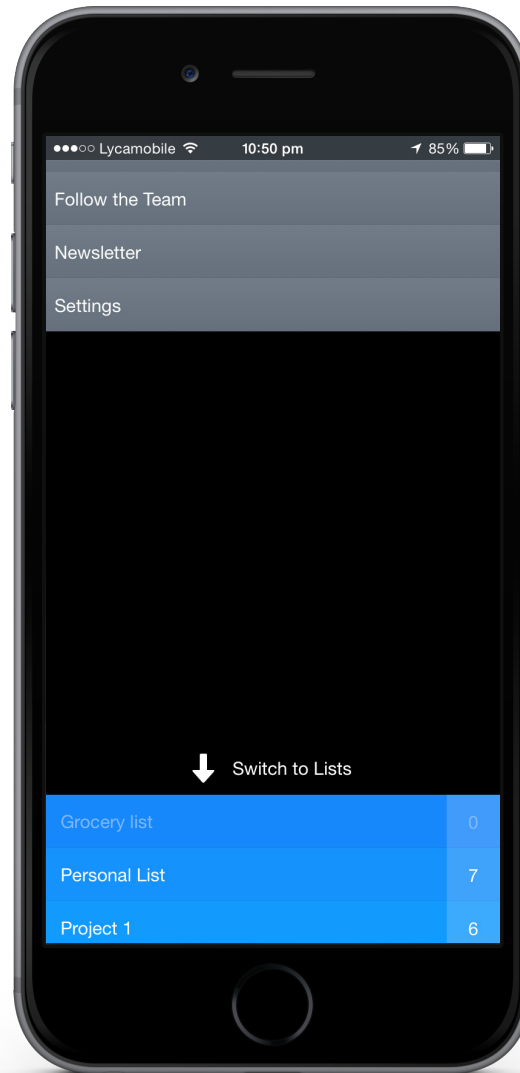 Lycamobile 10:50 pm 85%
Follow the Team
Newsletter
Settings
Switch to Lists
Grocery list 0
Personal List 7
Project 1 6